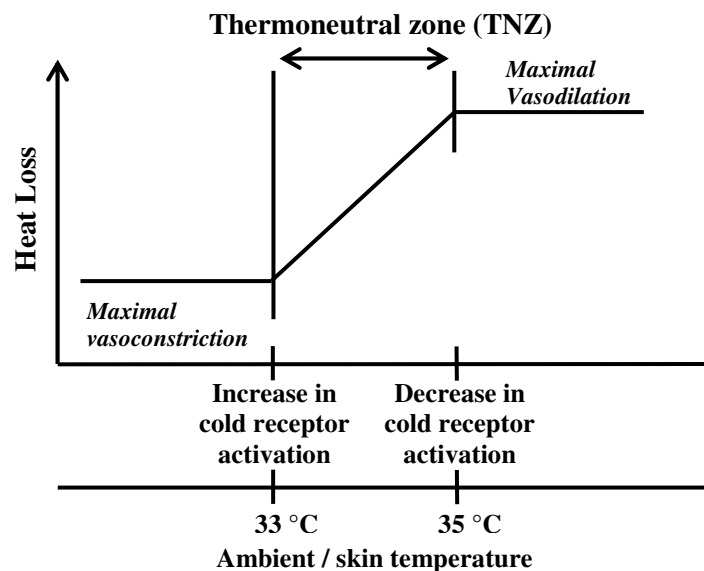 Thermoneutral zone (TNZ)
Maximal
Vasodilation
Heat Loss
Maximal
vasoconstriction
Increase in
cold receptor
activation
Decrease in
cold receptor
activation
33 °C
35 °C
Ambient / skin temperature